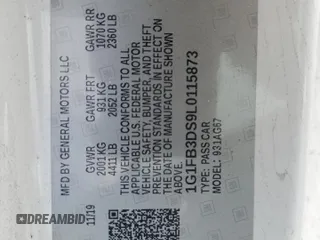 MFD BY GENERAL MOTORS LLC
11/19
GVWR GAWR FRT GAWR RR
2001 KG 931 KG 1070 KG
4411 LB 2052 LB 2360 LB
THIS VEHICLE CONFORMS TO ALL
APPLICABLE U.S. FEDERAL MOTOR
VEHICLE SAFETY, BUMPER, AND THEFT
PREVENTION STANDARDS IN EFFECT ON
THE DATE OF MANUFACTURE SHOWN
ABOVE.
1G1FB3DS9L0115873
TYPE: PASS CAR
MODEL: 931AG67
DREAMBID